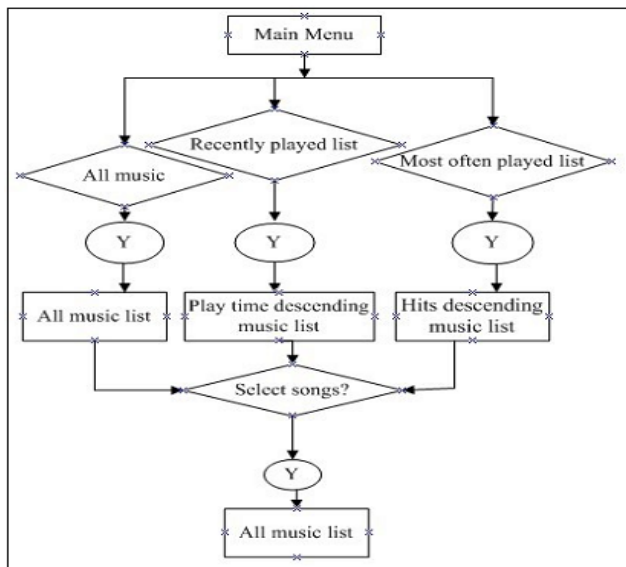 Main Menu
Recently played list
Most often played list
All music
Y
Y
Y
All music list
Play time descending
music list
Hits descending
music list
Select songs?
Y
All music list